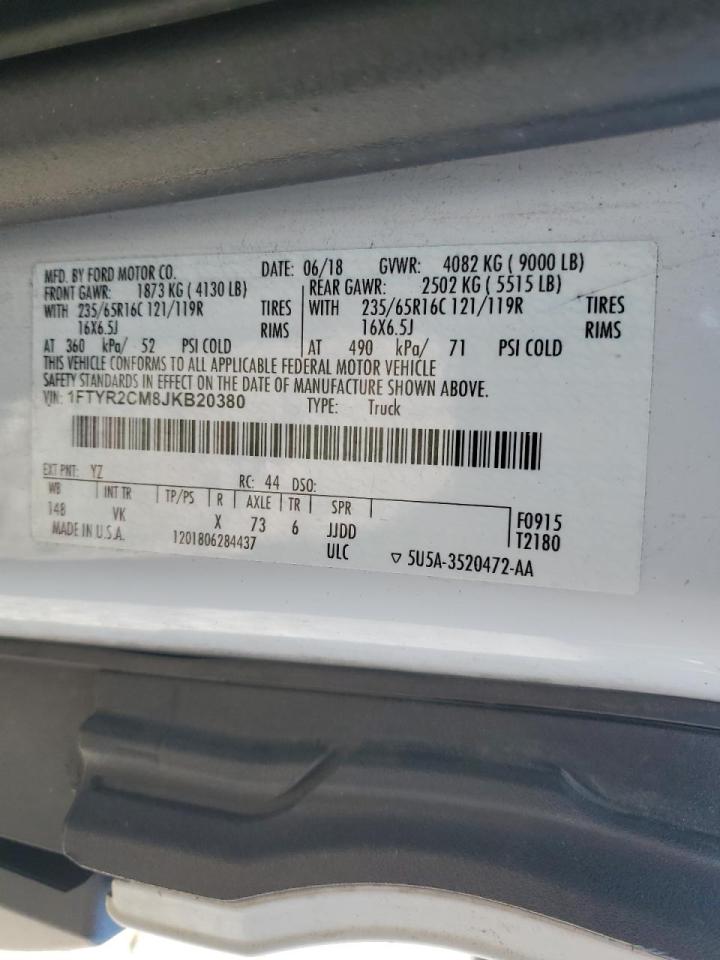 MFD. BY FORD MOTOR CO. DATE: 06/18 GVWR: 4082 KG ( 9000 LB)
FRONT GAWR: 1873 KG ( 4130 LB) REAR GAWR: 2502 KG ( 5515 LB)
WITH 235/65R16C 121/119R TIRES WITH 235/65R16C 121/119R TIRES
16X6.5J RIMS 16X6.5J RIMS
AT 360 kPa/ 52 PSI COLD AT 490 kPa/ 71 PSI COLD
THIS VEHICLE CONFORMS TO ALL APPLICABLE FEDERAL MOTOR VEHICLE
SAFETY STANDARDS IN EFFECT ON THE DATE OF MANUFACTURE SHOWN ABOVE.
VIN: 1FTYR2CM8JKB20380 TYPE: Truck
EXT PNT: YZ RC: 44 DSO:
WB INT TR TP/PS R AXLE TR SPR
148 VK X 73 6 JJDD F0915
MADE IN U.S.A. 1201806284437 ULC T2180
▽ 5U5A-3520472-AA